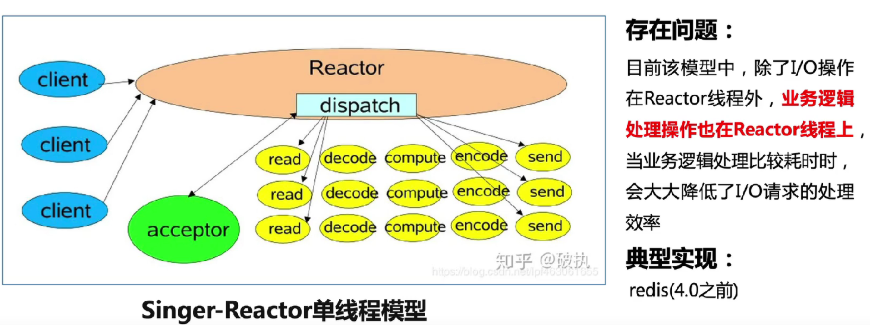 Reactor
dispatch
client
client
client
acceptor
read decode compute encode send
read decode compute encode send
read decode compute encode send
知乎 @破执
Singer-Reactor单线程模型
存在问题：
目前该模型中，除了I/O操作
在Reactor线程外，业务逻辑
处理操作也在Reactor线程上，
当业务逻辑处理比较耗时时，
会大大降低了I/O请求的处理
效率
典型实现：
redis(4.0之前)